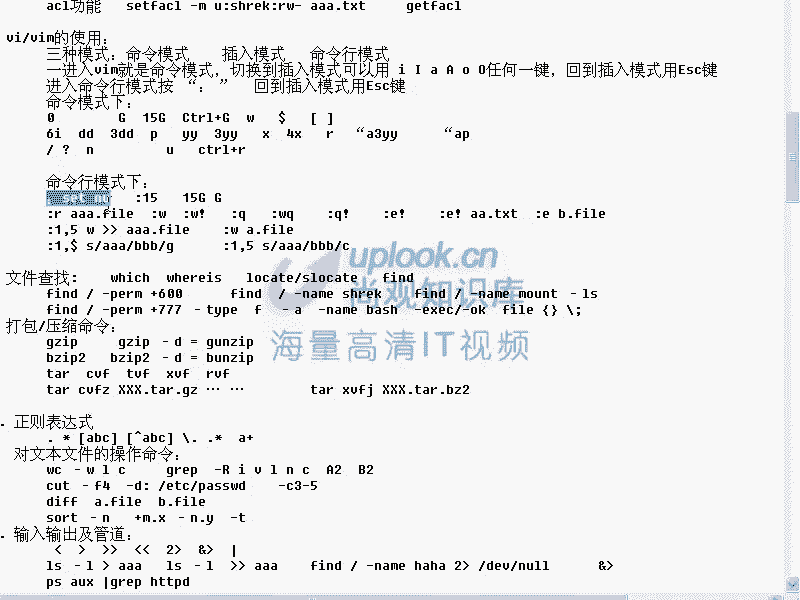 acl功能 setfacl -m u:shrek:rw- aaa.txt getfacl
vi/vim的使用:
三种模式: 命令模式 插入模式 命令行模式
一进入vim就是命令模式, 切换到插入模式可以用 i I a A o O任何一键, 回到插入模式用Esc键
进入命令行模式按 “: ” 回到插入模式用Esc键
命令模式下:
0 G 15G Ctrl+G w $ [ ]
6i dd 3dd p yy 3yy x 4x r “a3yy “ap
/ ? n u ctrl+r
命令行模式下:
: set nu :15 15G G
:r aaa.file :w :w! :q :wq :q! :e! :e! aa.txt :e b.file
:1,5 w >> aaa.file :w a.file
:1,$ s/aaa/bbb/g :1,5 s/aaa/bbb/c
文件查找: which whereis locate/slocate find
find / -perm +600 find / -name shrek find / -name mount -ls
find / -perm +777 -type f -a -name bash -exec/-ok file {} \;
打包/压缩命令:
gzip gzip -d = gunzip
bzip2 bzip2 -d = bunzip
tar cvf tvf xvf rvf
tar cvfz XXX.tar.gz … … tar xvfj XXX.tar.bz2
. 正则表达式
. * [abc] [^abc] \. .* a+
对文本文件的操作命令:
wc -w l c grep -R i v l n c A2 B2
cut -f4 -d: /etc/passwd -c3-5
diff a.file b.file
sort -n +m.x -n.y -t
. 输入输出及管道:
< > >> << 2> &> |
ls -l > aaa ls -l >> aaa find / -name haha 2> /dev/null &>
ps aux |grep httpd
uplook.cn
尚观知识库
海量高清IT视频